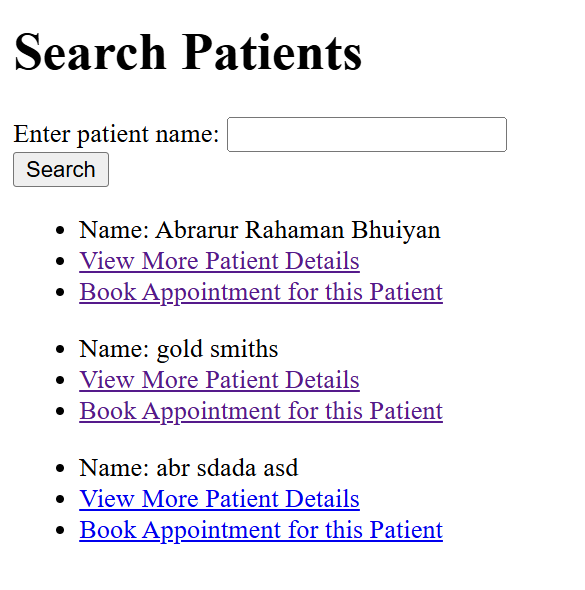 Search Patients
Enter patient name:
Search
Name: Abrarur Rahaman Bhuiyan
View More Patient Details
Book Appointment for this Patient
Name: gold smiths
View More Patient Details
Book Appointment for this Patient
Name: abr sdada asd
View More Patient Details
Book Appointment for this Patient